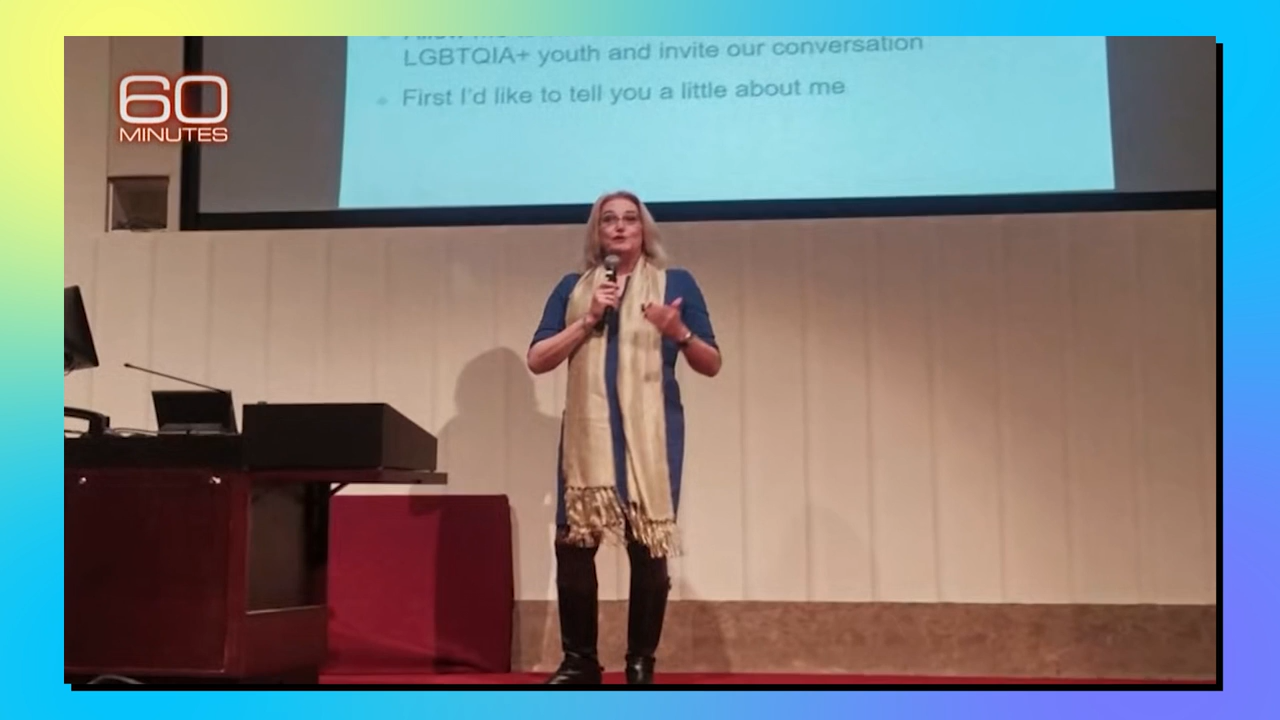 LGBTQIA+ youth and invite our conversation
60
MINUTES
First I'd like to tell you a little about me